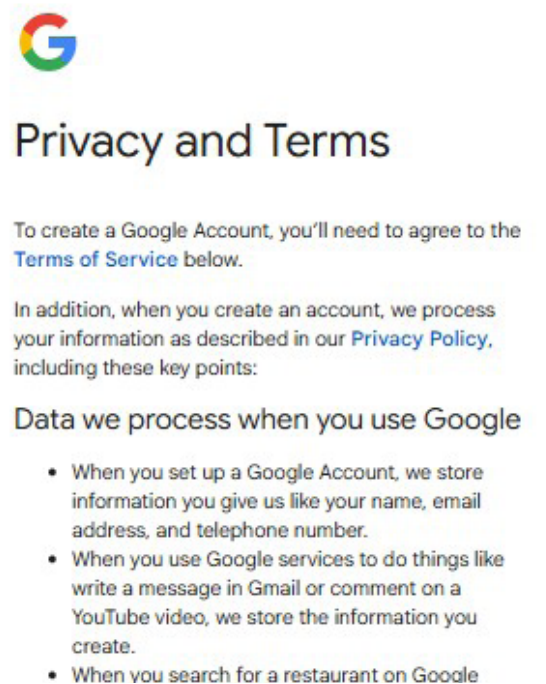 Privacy and Terms
To create a Google Account, you'll need to agree to the
Terms of Service below.
In addition, when you create an account, we process
your information as described in our Privacy Policy,
including these key points:
Data we process when you use Google
• When you set up a Google Account, we store
information you give us like your name, email
address, and telephone number.
• When you use Google services to do things like
write a message in Gmail or comment on a
YouTube video, we store the information you
create.
• When you search for a restaurant on Google